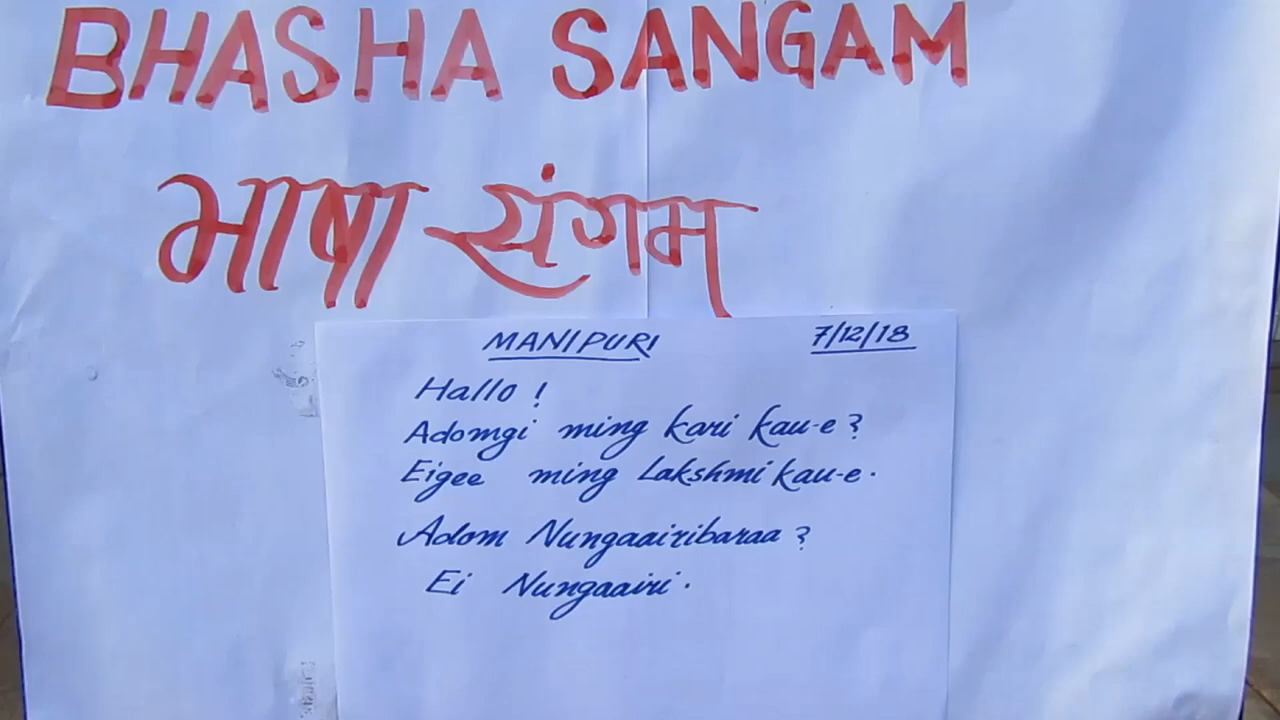 BHASHA SANGAM
भाषा संगम
MANIPURI 7/12/18
Hallo !
Adomgi ming kari kau-e ?
Eigee ming Lakshmi kau-e.
Adom Nungaairibaraa ?
Ei Nungaairi.